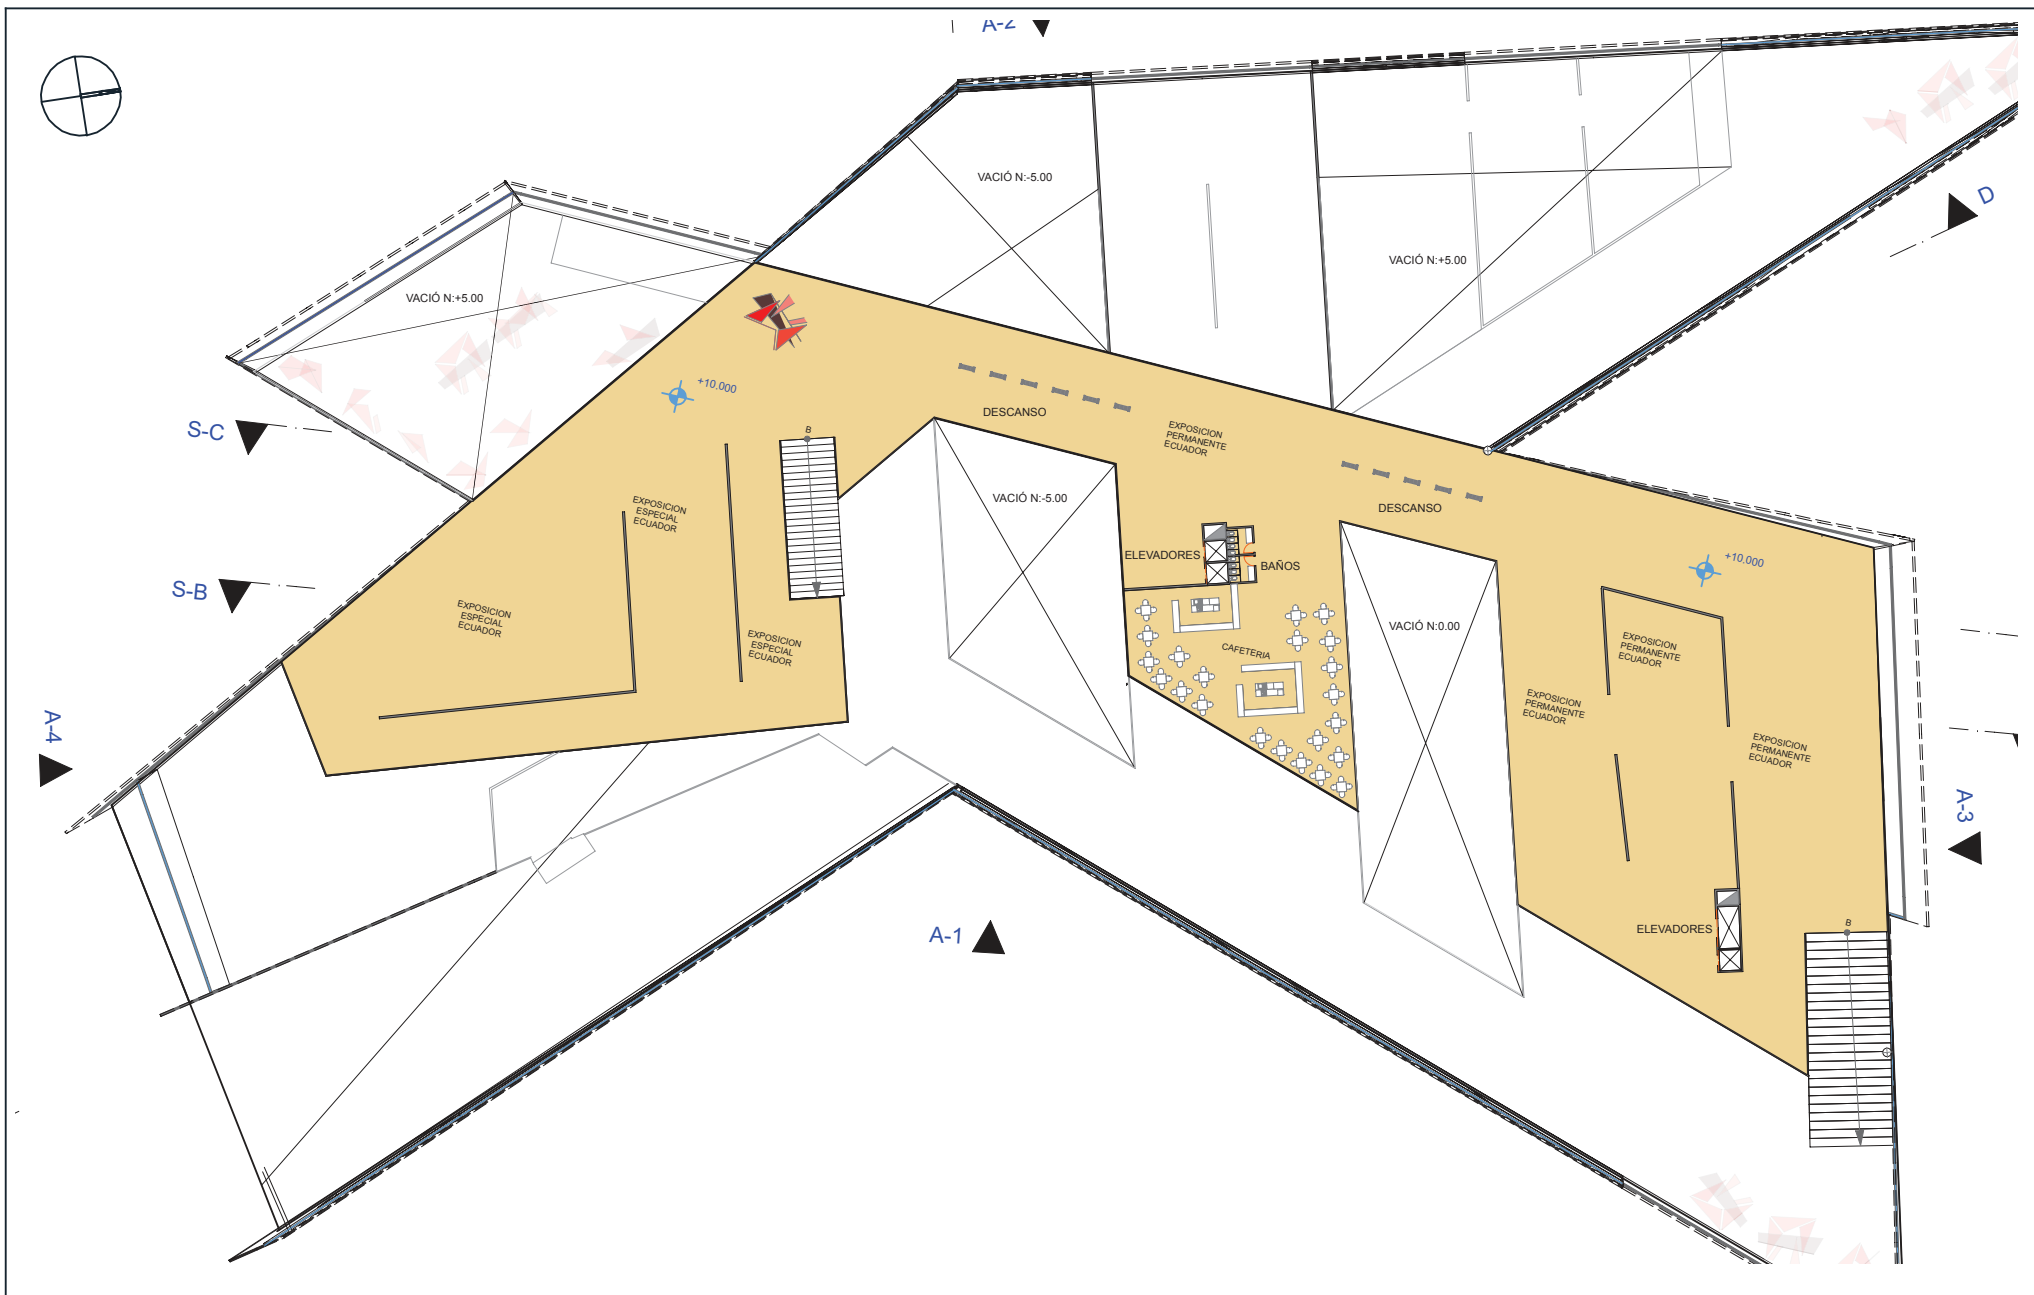 A-2
D
VACIÓ N:-5.00
VACIÓ N:+5.00
VACIÓ N:+5.00
+10.000
S-C
B
DESCANSO
EXPOSICION
PERMANENTE
ECUADOR
EXPOSICION
ESPECIAL
ECUADOR
VACIÓ N:-5.00
DESCANSO
ELEVADORES
BAÑOS
+10.000
S-B
EXPOSICION
ESPECIAL
ECUADOR
EXPOSICION
ESPECIAL
ECUADOR
CAFETERIA
VACIÓ N:0.00
EXPOSICION
PERMANENTE
ECUADOR
EXPOSICION
PERMANENTE
ECUADOR
EXPOSICION
PERMANENTE
ECUADOR
A-4
A-3
A-1
ELEVADORES
B